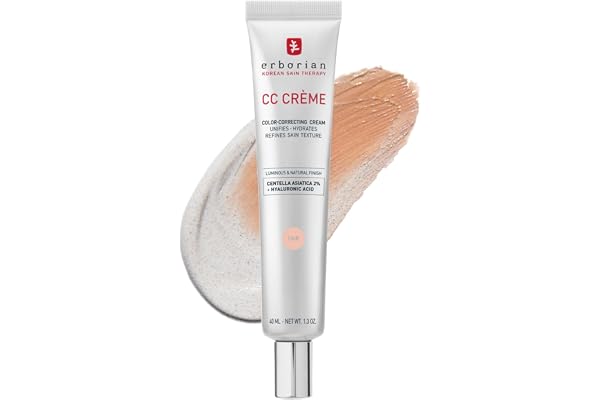 erborian
KOREAN SKIN THERAPY
CC CRÈME
COLOR-CORRECTING CREAM
UNIFIES - HYDRATES
REFINES SKIN TEXTURE
LUMINOUS & NATURAL FINISH
CENTELLA ASIATICA 2%
+ HYALURONIC ACID
40 ML - NET WT. 1.3 OZ.